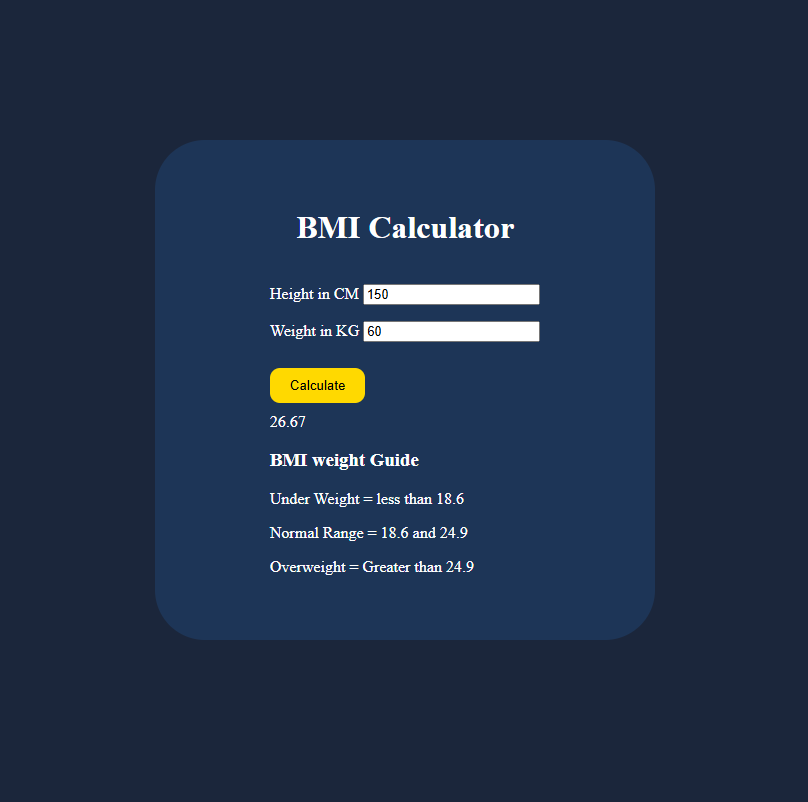 BMI Calculator
Height in CM 150
Weight in KG 60
Calculate
26.67
BMI weight Guide
Under Weight = less than 18.6
Normal Range = 18.6 and 24.9
Overweight = Greater than 24.9